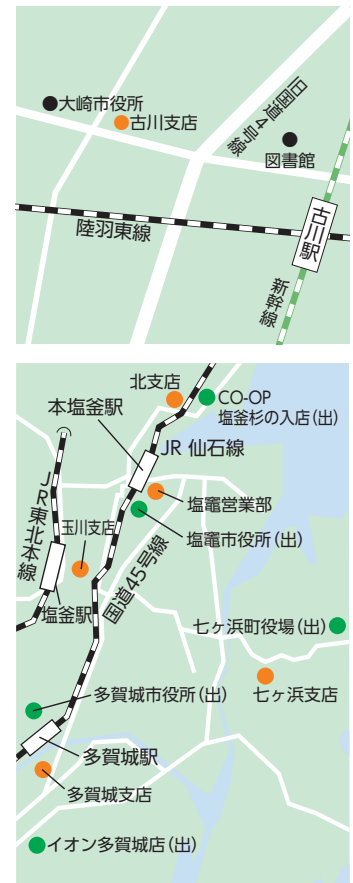 大崎市役所
古川支店
旧国道4号線
図書館
古川駅
陸羽東線
新幹線
北支店
CO-OP
塩釜杉の入店(出)
本塩釜駅
JR 仙石線
JR東北本線
玉川支店
塩竈営業部
塩竈市役所(出)
国道45号線
塩釜駅
七ヶ浜町役場(出)
七ヶ浜支店
多賀城市役所(出)
多賀城駅
多賀城支店
イオン多賀城店(出)